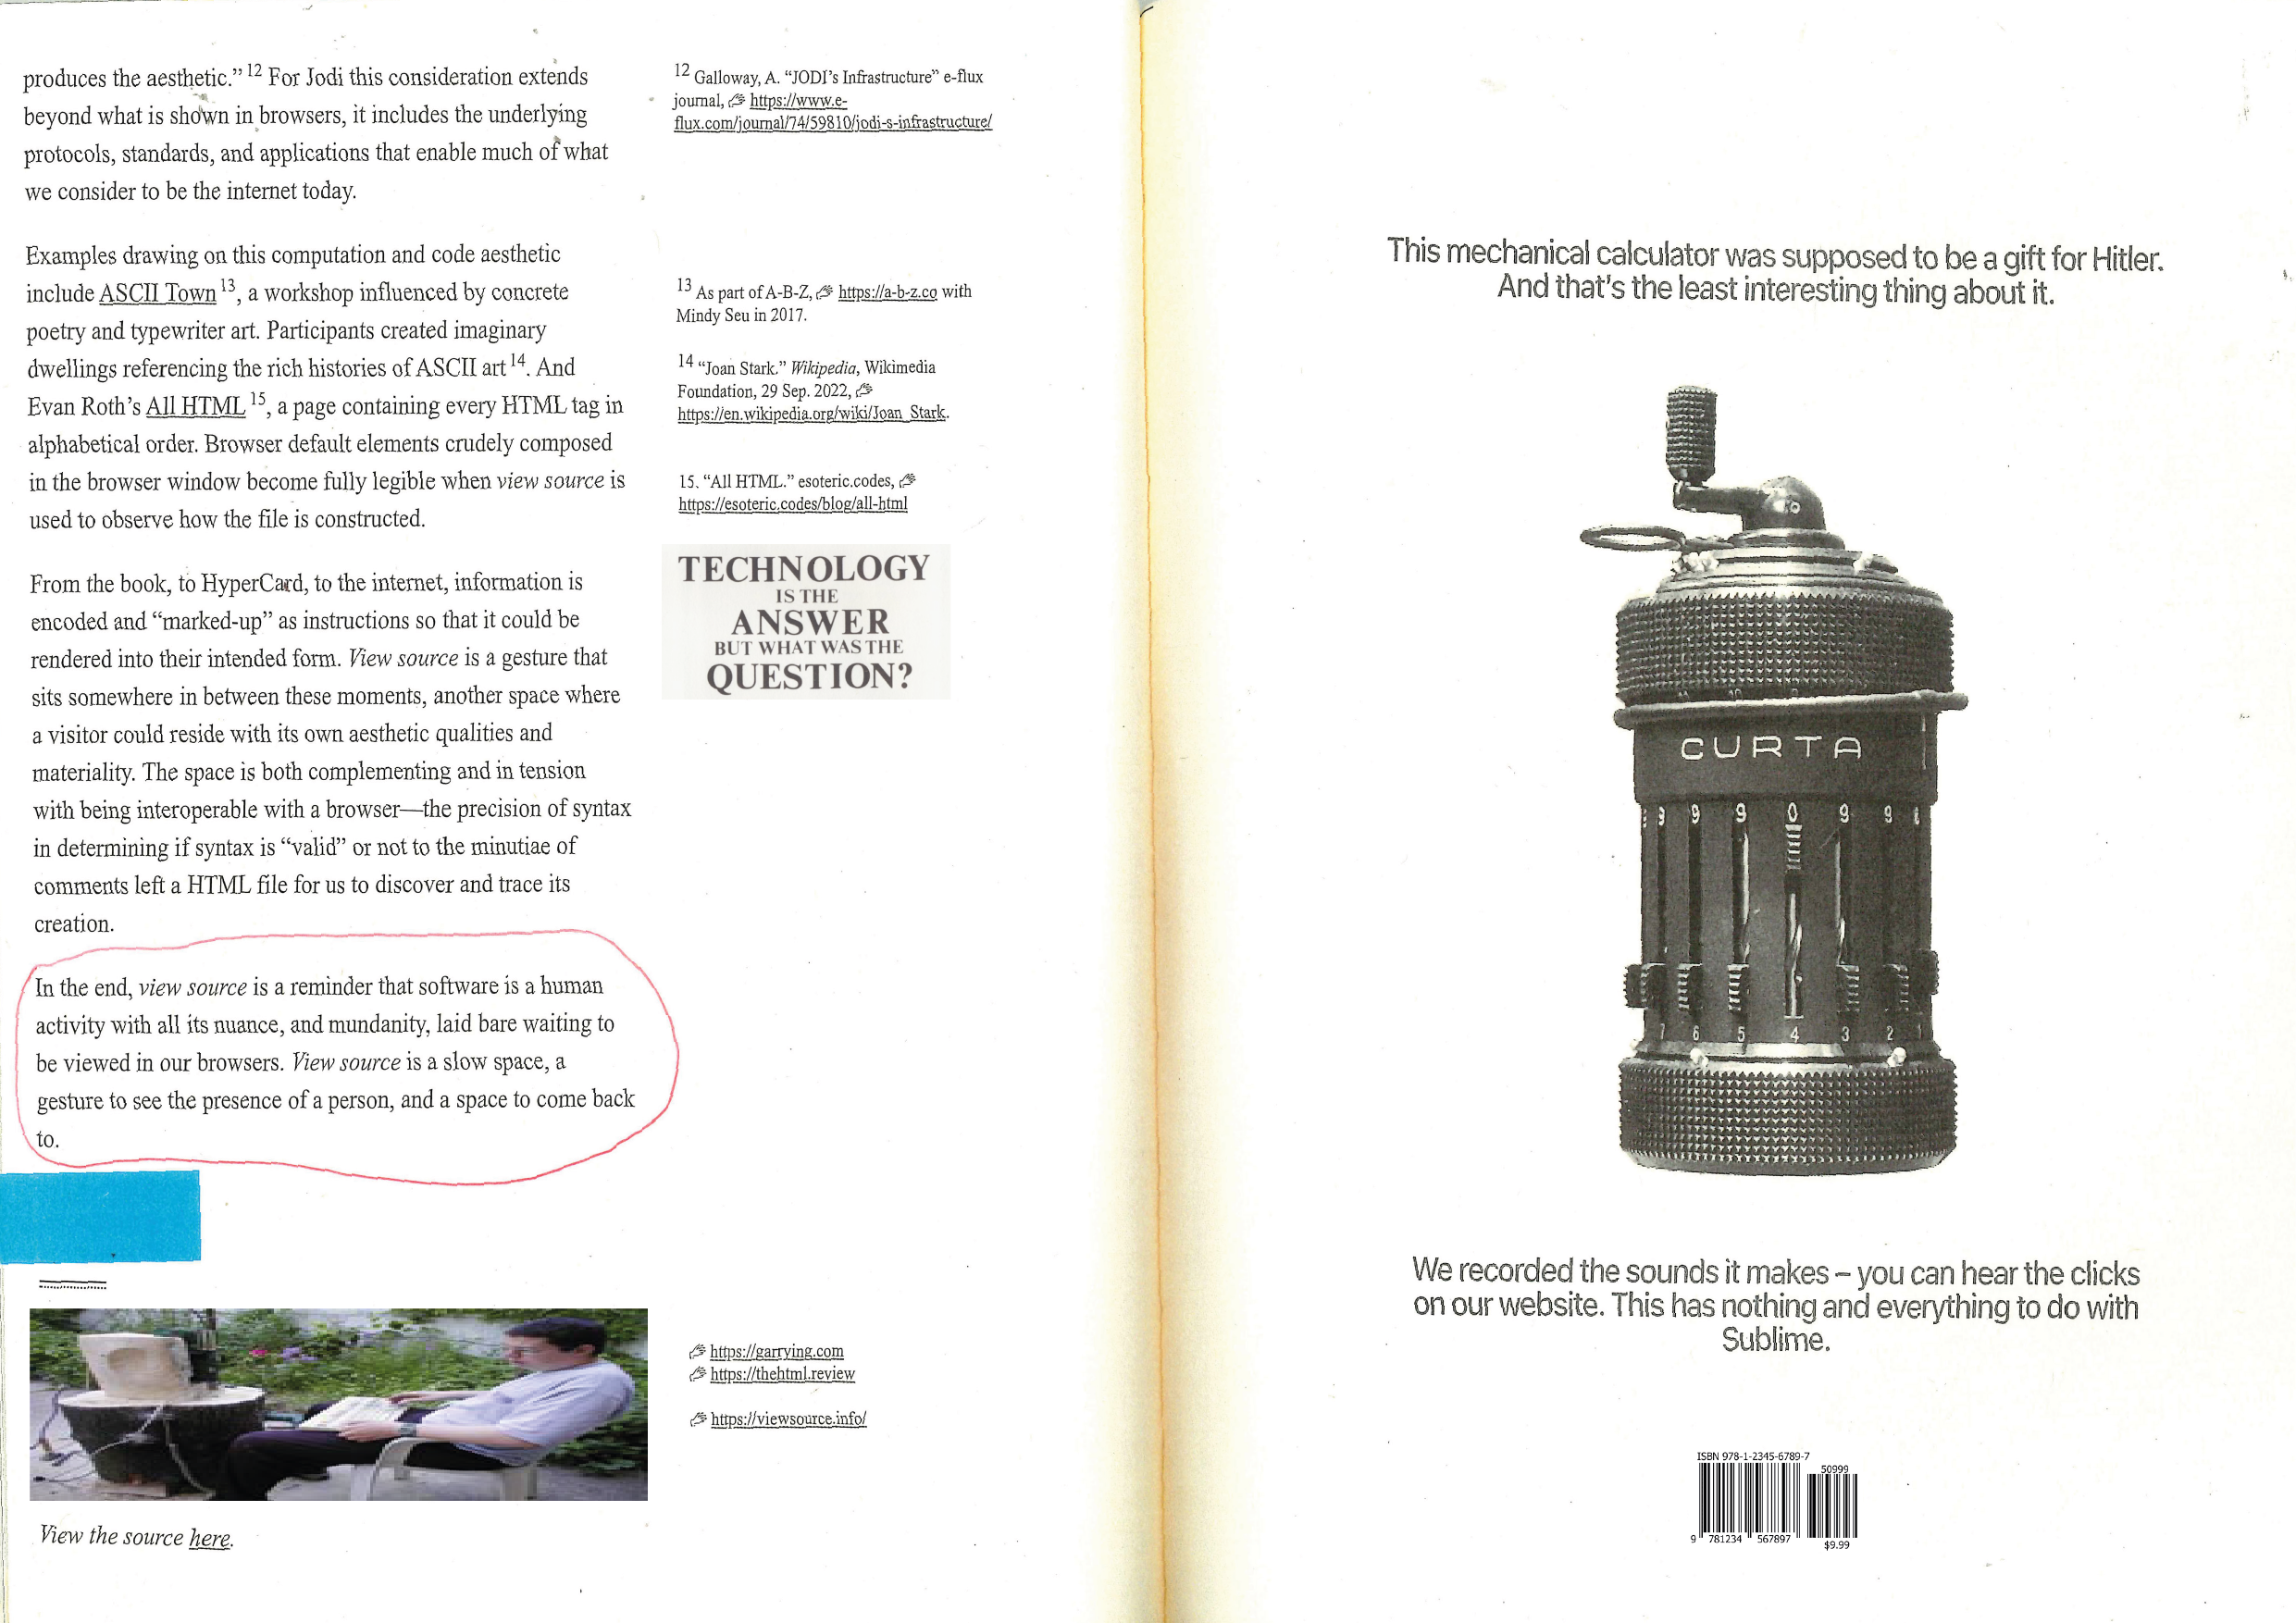 produces the aesthetic.” 12 For Jodi this consideration extends
beyond what is shown in browsers, it includes the underlying
protocols, standards, and applications that enable much of what
we consider to be the internet today.
Examples drawing on this computation and code aesthetic
include ASCII Town 13, a workshop influenced by concrete
poetry and typewriter art. Participants created imaginary
dwellings referencing the rich histories of ASCII art 14. And
Evan Roth’s All HTML 15, a page containing every HTML tag in
alphabetical order. Browser default elements crudely composed
in the browser window become fully legible when view source is
used to observe how the file is constructed.
From the book, to HyperCard, to the internet, information is
encoded and “marked-up” as instructions so that it could be
rendered into their intended form. View source is a gesture that
sits somewhere in between these moments, another space where
a visitor could reside with its own aesthetic qualities and
materiality. The space is both complementing and in tension
with being interoperable with a browser—the precision of syntax
in determining if syntax is “valid” or not to the minutiae of
comments left a HTML file for us to discover and trace its
creation.
In the end, view source is a reminder that software is a human
activity with all its nuance, and mundanity, laid bare waiting to
be viewed in our browsers. View source is a slow space, a
gesture to see the presence of a person, and a space to come back
to.
View the source here.
12 Galloway, A. “JODI’s Infrastructure” e-flux
journal, https://www.e-
flux.com/journal/74/59810/jodi-s-infrastructure/
13 As part of A-B-Z, https://a-b-z.co with
Mindy Seu in 2017.
14 “Joan Stark.” Wikipedia, Wikimedia
Foundation, 29 Sep. 2022,
https://en.wikipedia.org/wiki/Joan_Stark.
15. “All HTML.” esoteric.codes,
https://esoteric.codes/blog/all-html
TECHNOLOGY
IS THE
ANSWER
BUT WHAT WAS THE
QUESTION?
https://garrying.com
https://thehtml.review
https://viewsource.info/
This mechanical calculator was supposed to be a gift for Hitler.
And that’s the least interesting thing about it.
11 10 9
CURTA
9 9 9 0 9 9
7 6 5 4 3 2 1
We recorded the sounds it makes – you can hear the clicks
on our website. This has nothing and everything to do with
Sublime.
ISBN 978-1-2345-6789-7
50999
9 781234 567897
$9.99